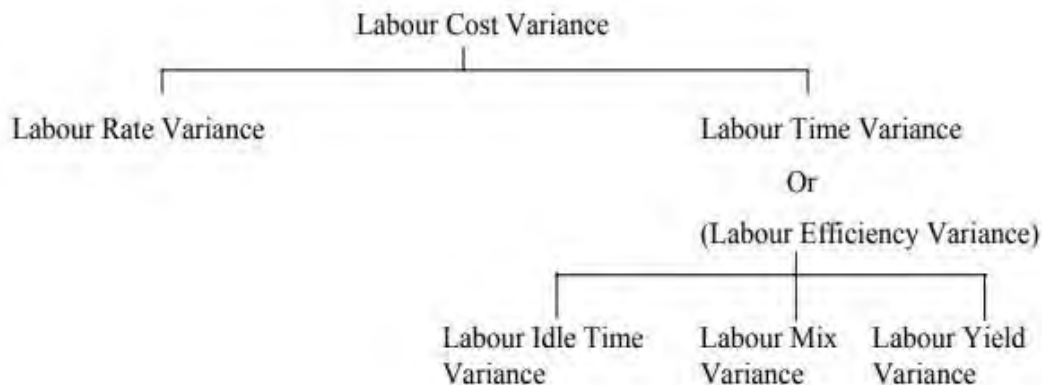 Labour Cost Variance
Labour Rate Variance
Labour Time Variance
Or
(Labour Efficiency Variance)
Labour Idle Time
Variance
Labour Mix
Variance
Labour Yield
Variance